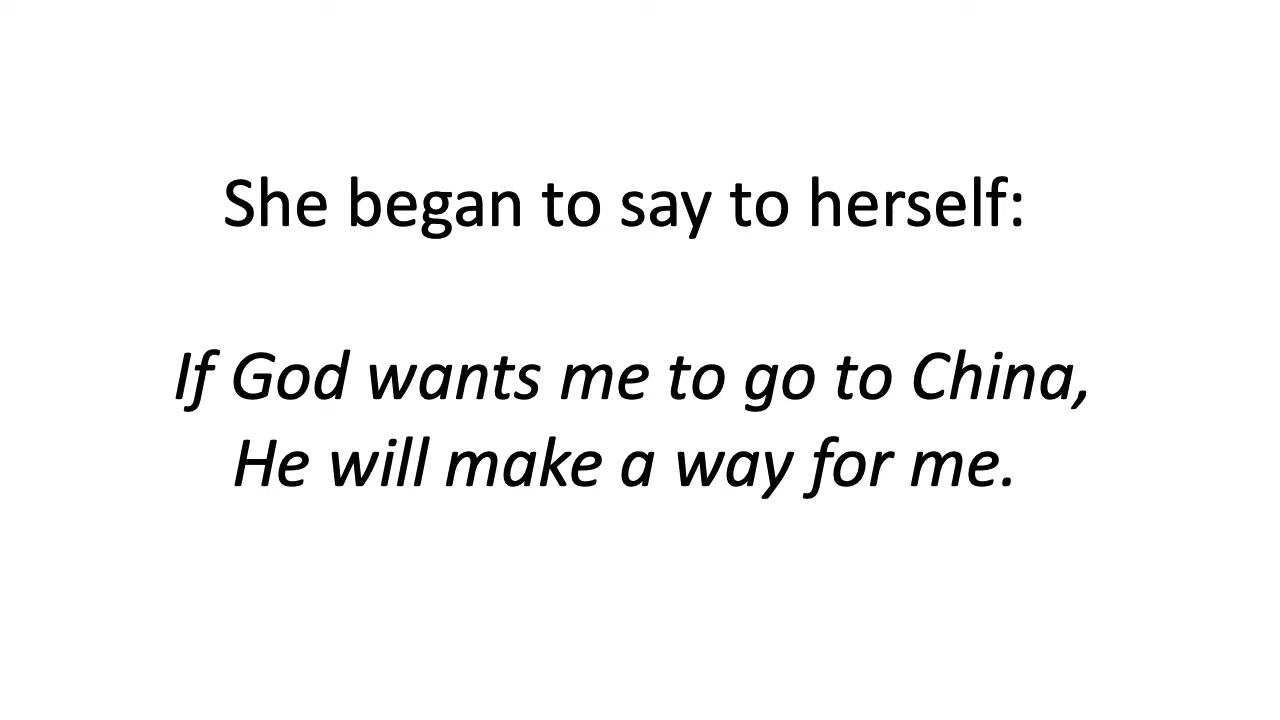 She began to say to herself:
If God wants me to go to China,
He will make a way for me.